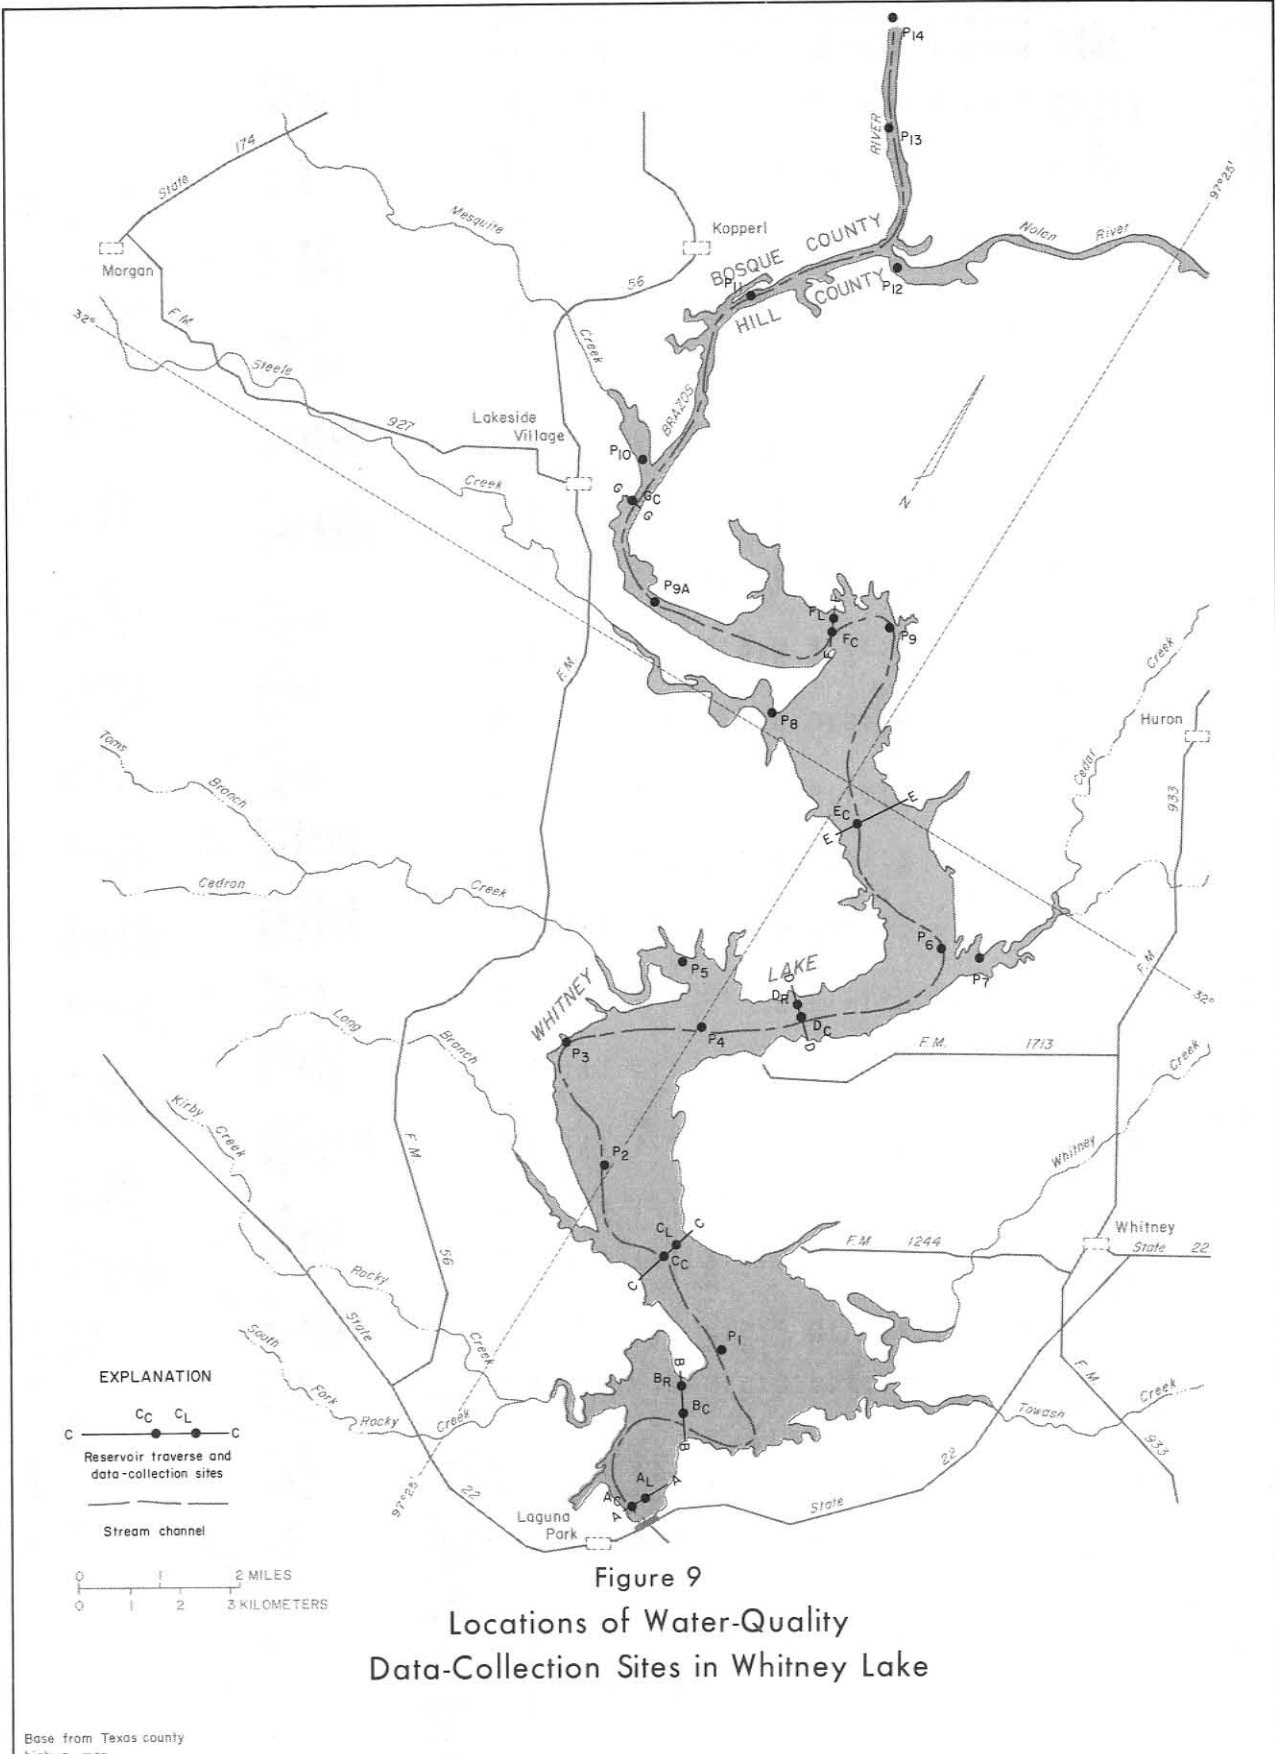 P14
RIVER
P13
State 174
97°25'
Mesquite
Kopperl
BOSQUE COUNTY
Nolan River
Morgan
P11
P12
COUNTY
HILL
56
F.M.
32°
Creek
Steele
BRAZOS
927
Lakeside
Village
P10
Creek
G GC
G
N
P9A
FL F
FC
F
P9
Creek
F.M.
P8
Huron
Toms
Branch
Cedar
933
EC E
E
Cedron
Creek
P6
P7
F.M.
P5
LAKE
D
DR
DC
D
32°
WHITNEY
Long
Branch
P3
P4
F.M. 1713
Creek
Kirby
Creek
F.M.
P2
Whitney
CL C
CC
C
Whitney
F.M. 1244
State 22
56
Rocky
State
South
Creek
P1
F.M.
B
BR
BC
B
Fork
Rocky
Creek
Towash
Creek
933
22
AL A
AC
A
97°25'
22
State
Laguna
Park
EXPLANATION
CC CL
C C
Reservoir traverse and
data-collection sites
Stream channel
0 1 2 MILES
0 1 2 3 KILOMETERS
Figure 9
Locations of Water-Quality
Data-Collection Sites in Whitney Lake
Base from Texas county